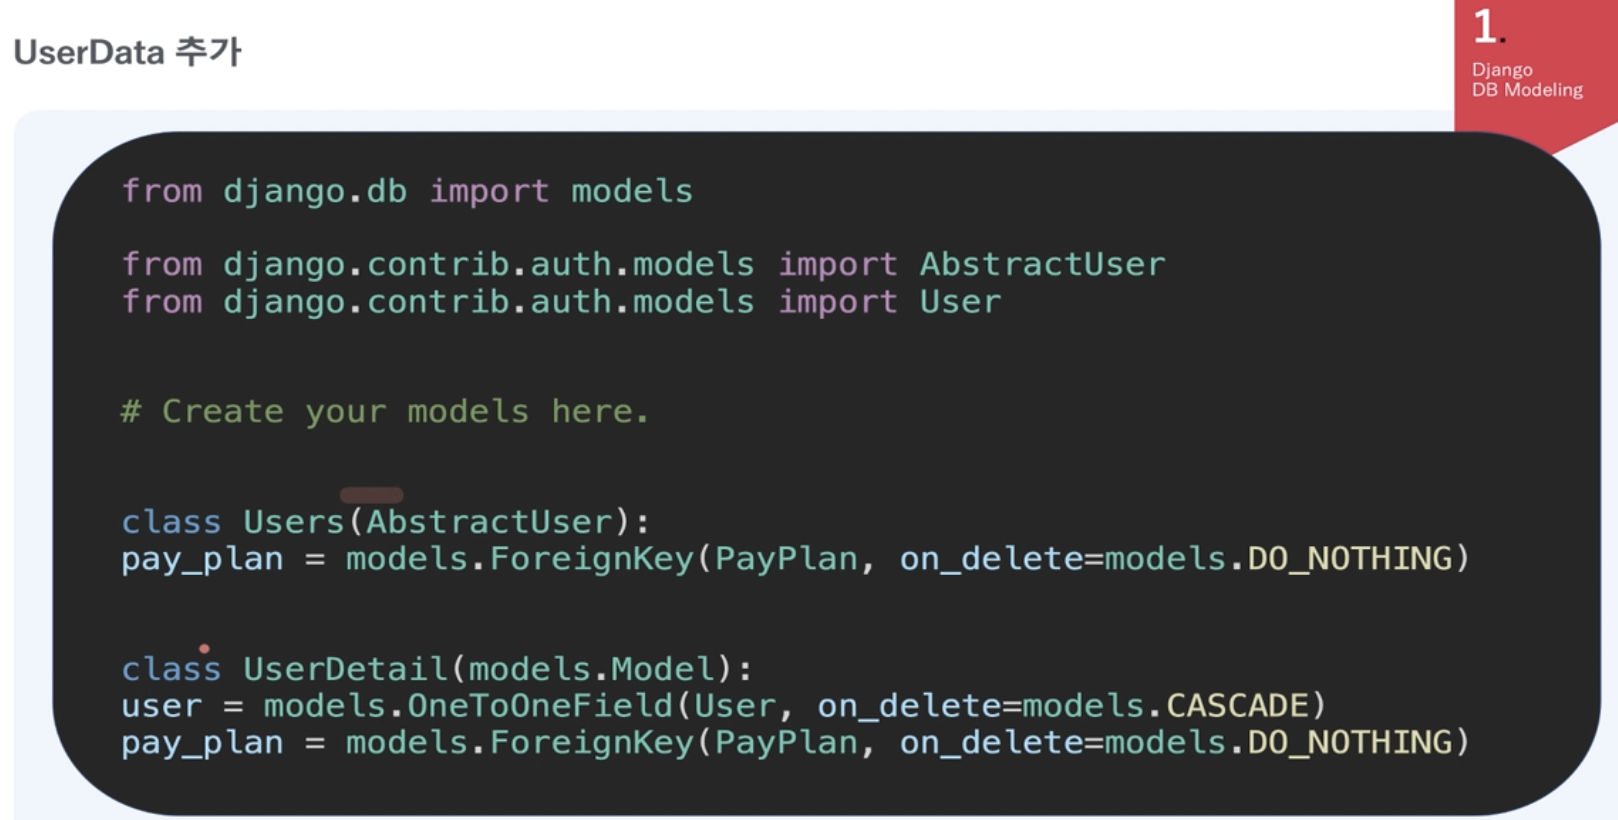 UserData 추가
1.
Django
DB Modeling
from django.db import models
from django.contrib.auth.models import AbstractUser
from django.contrib.auth.models import User
# Create your models here.
class Users(AbstractUser):
pay_plan = models.ForeignKey(PayPlan, on_delete=models.DO_NOTHING)
class UserDetail(models.Model):
user = models.OneToOneField(User, on_delete=models.CASCADE)
pay_plan = models.ForeignKey(PayPlan, on_delete=models.DO_NOTHING)